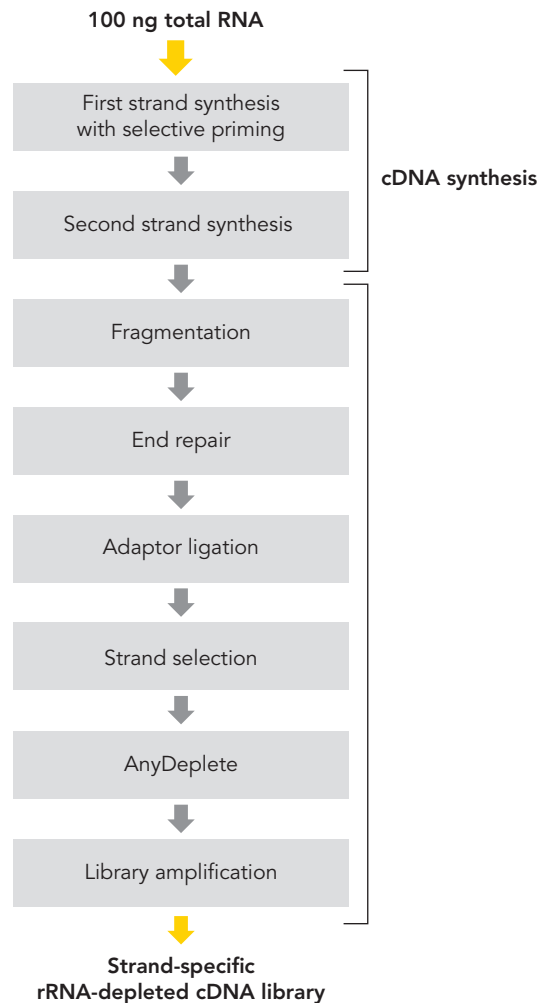 100 ng total RNA
First strand synthesis
with selective priming
cDNA synthesis
Second strand synthesis
Fragmentation
End repair
Adaptor ligation
Strand selection
AnyDeplete
Library amplification
Strand-specific
rRNA-depleted cDNA library